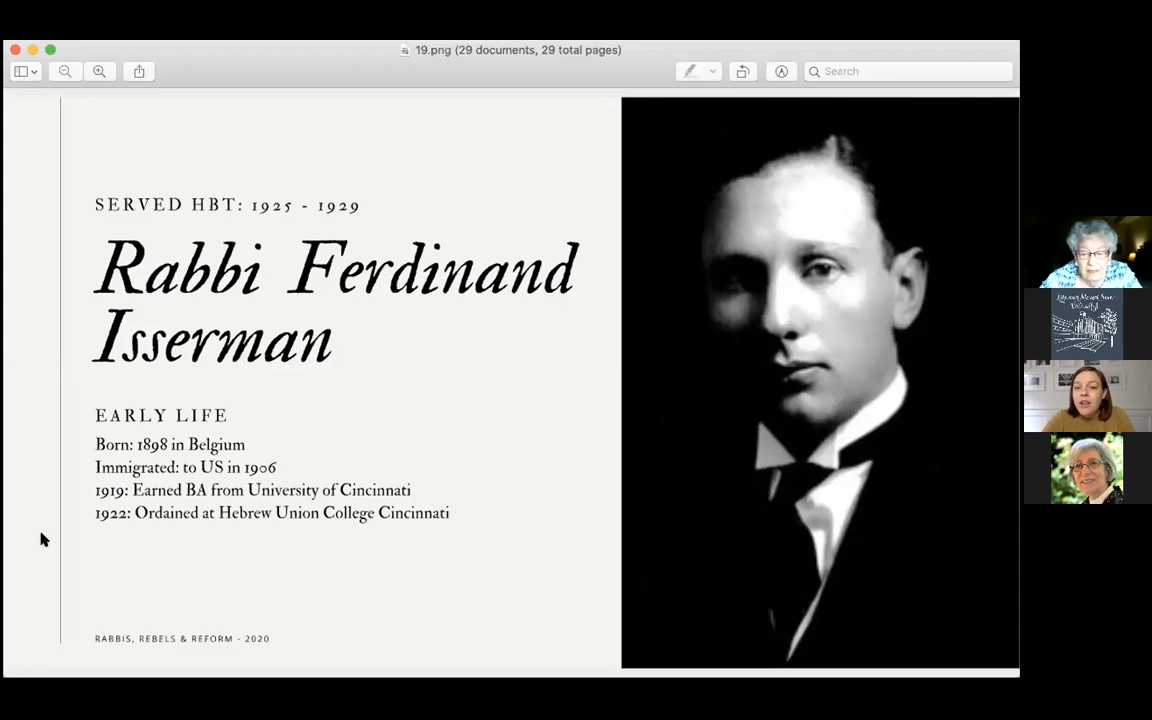 19.png (29 documents, 29 total pages)
Search
SERVED HBT: 1925 - 1929
Rabbi Ferdinand
Isserman
EARLY LIFE
Born: 1898 in Belgium
Immigrated: to US in 1906
1919: Earned BA from University of Cincinnati
1922: Ordained at Hebrew Union College Cincinnati
RABBIS, REBELS & REFORM - 2020